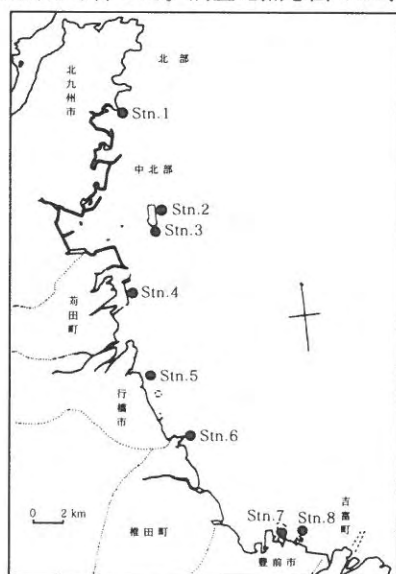 北部
北九州市
Stn.1
中北部
Stn.2
Stn.3
Stn.4
苅田町
Stn.5
行橋市
Stn.6
0 2 km
椎田町
Stn.7
Stn.8
吉富町
豊前市